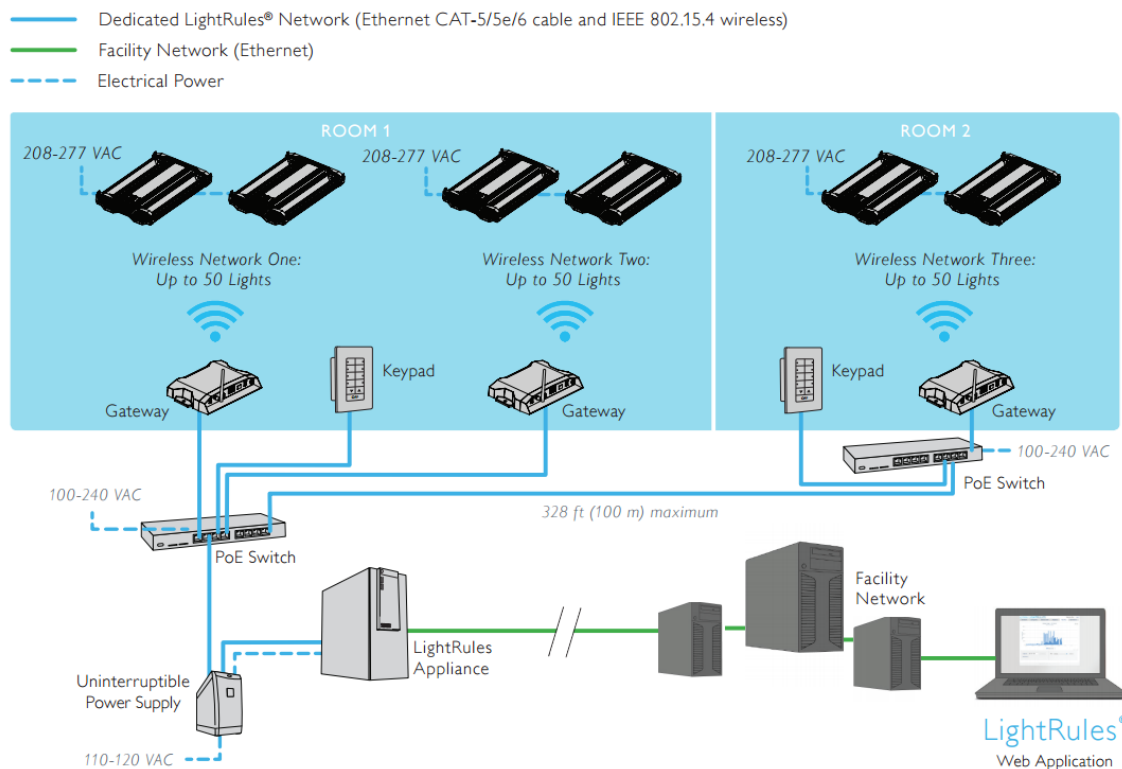 Dedicated LightRules® Network (Ethernet CAT-5/5e/6 cable and IEEE 802.15.4 wireless)
Facility Network (Ethernet)
Electrical Power
ROOM 1
ROOM 2
208-277 VAC
208-277 VAC
208-277 VAC
Wireless Network One:
Up to 50 Lights
Wireless Network Two:
Up to 50 Lights
Wireless Network Three:
Up to 50 Lights
Keypad
Keypad
Gateway
Gateway
Gateway
100-240 VAC
PoE Switch
100-240 VAC
328 ft (100 m) maximum
PoE Switch
Facility
Network
LightRules
Appliance
Uninterruptible
Power Supply
110-120 VAC
LightRules®
Web Application